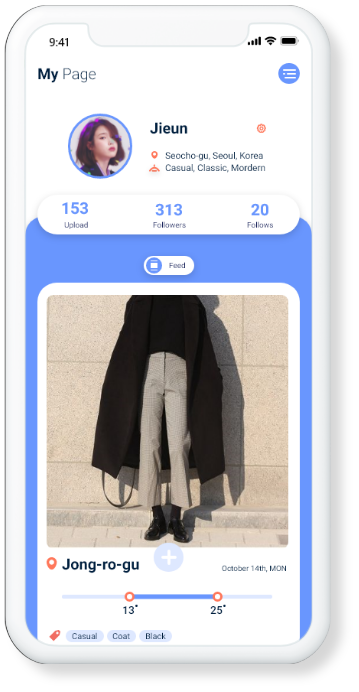 9:41
My Page
Jieun
Seocho-gu, Seoul, Korea
Casual, Classic, Mordern
153 313 20
Upload Followers Follows
Feed
Jong-ro-gu
October 14th, MON
13° 25°
Casual Coat Black